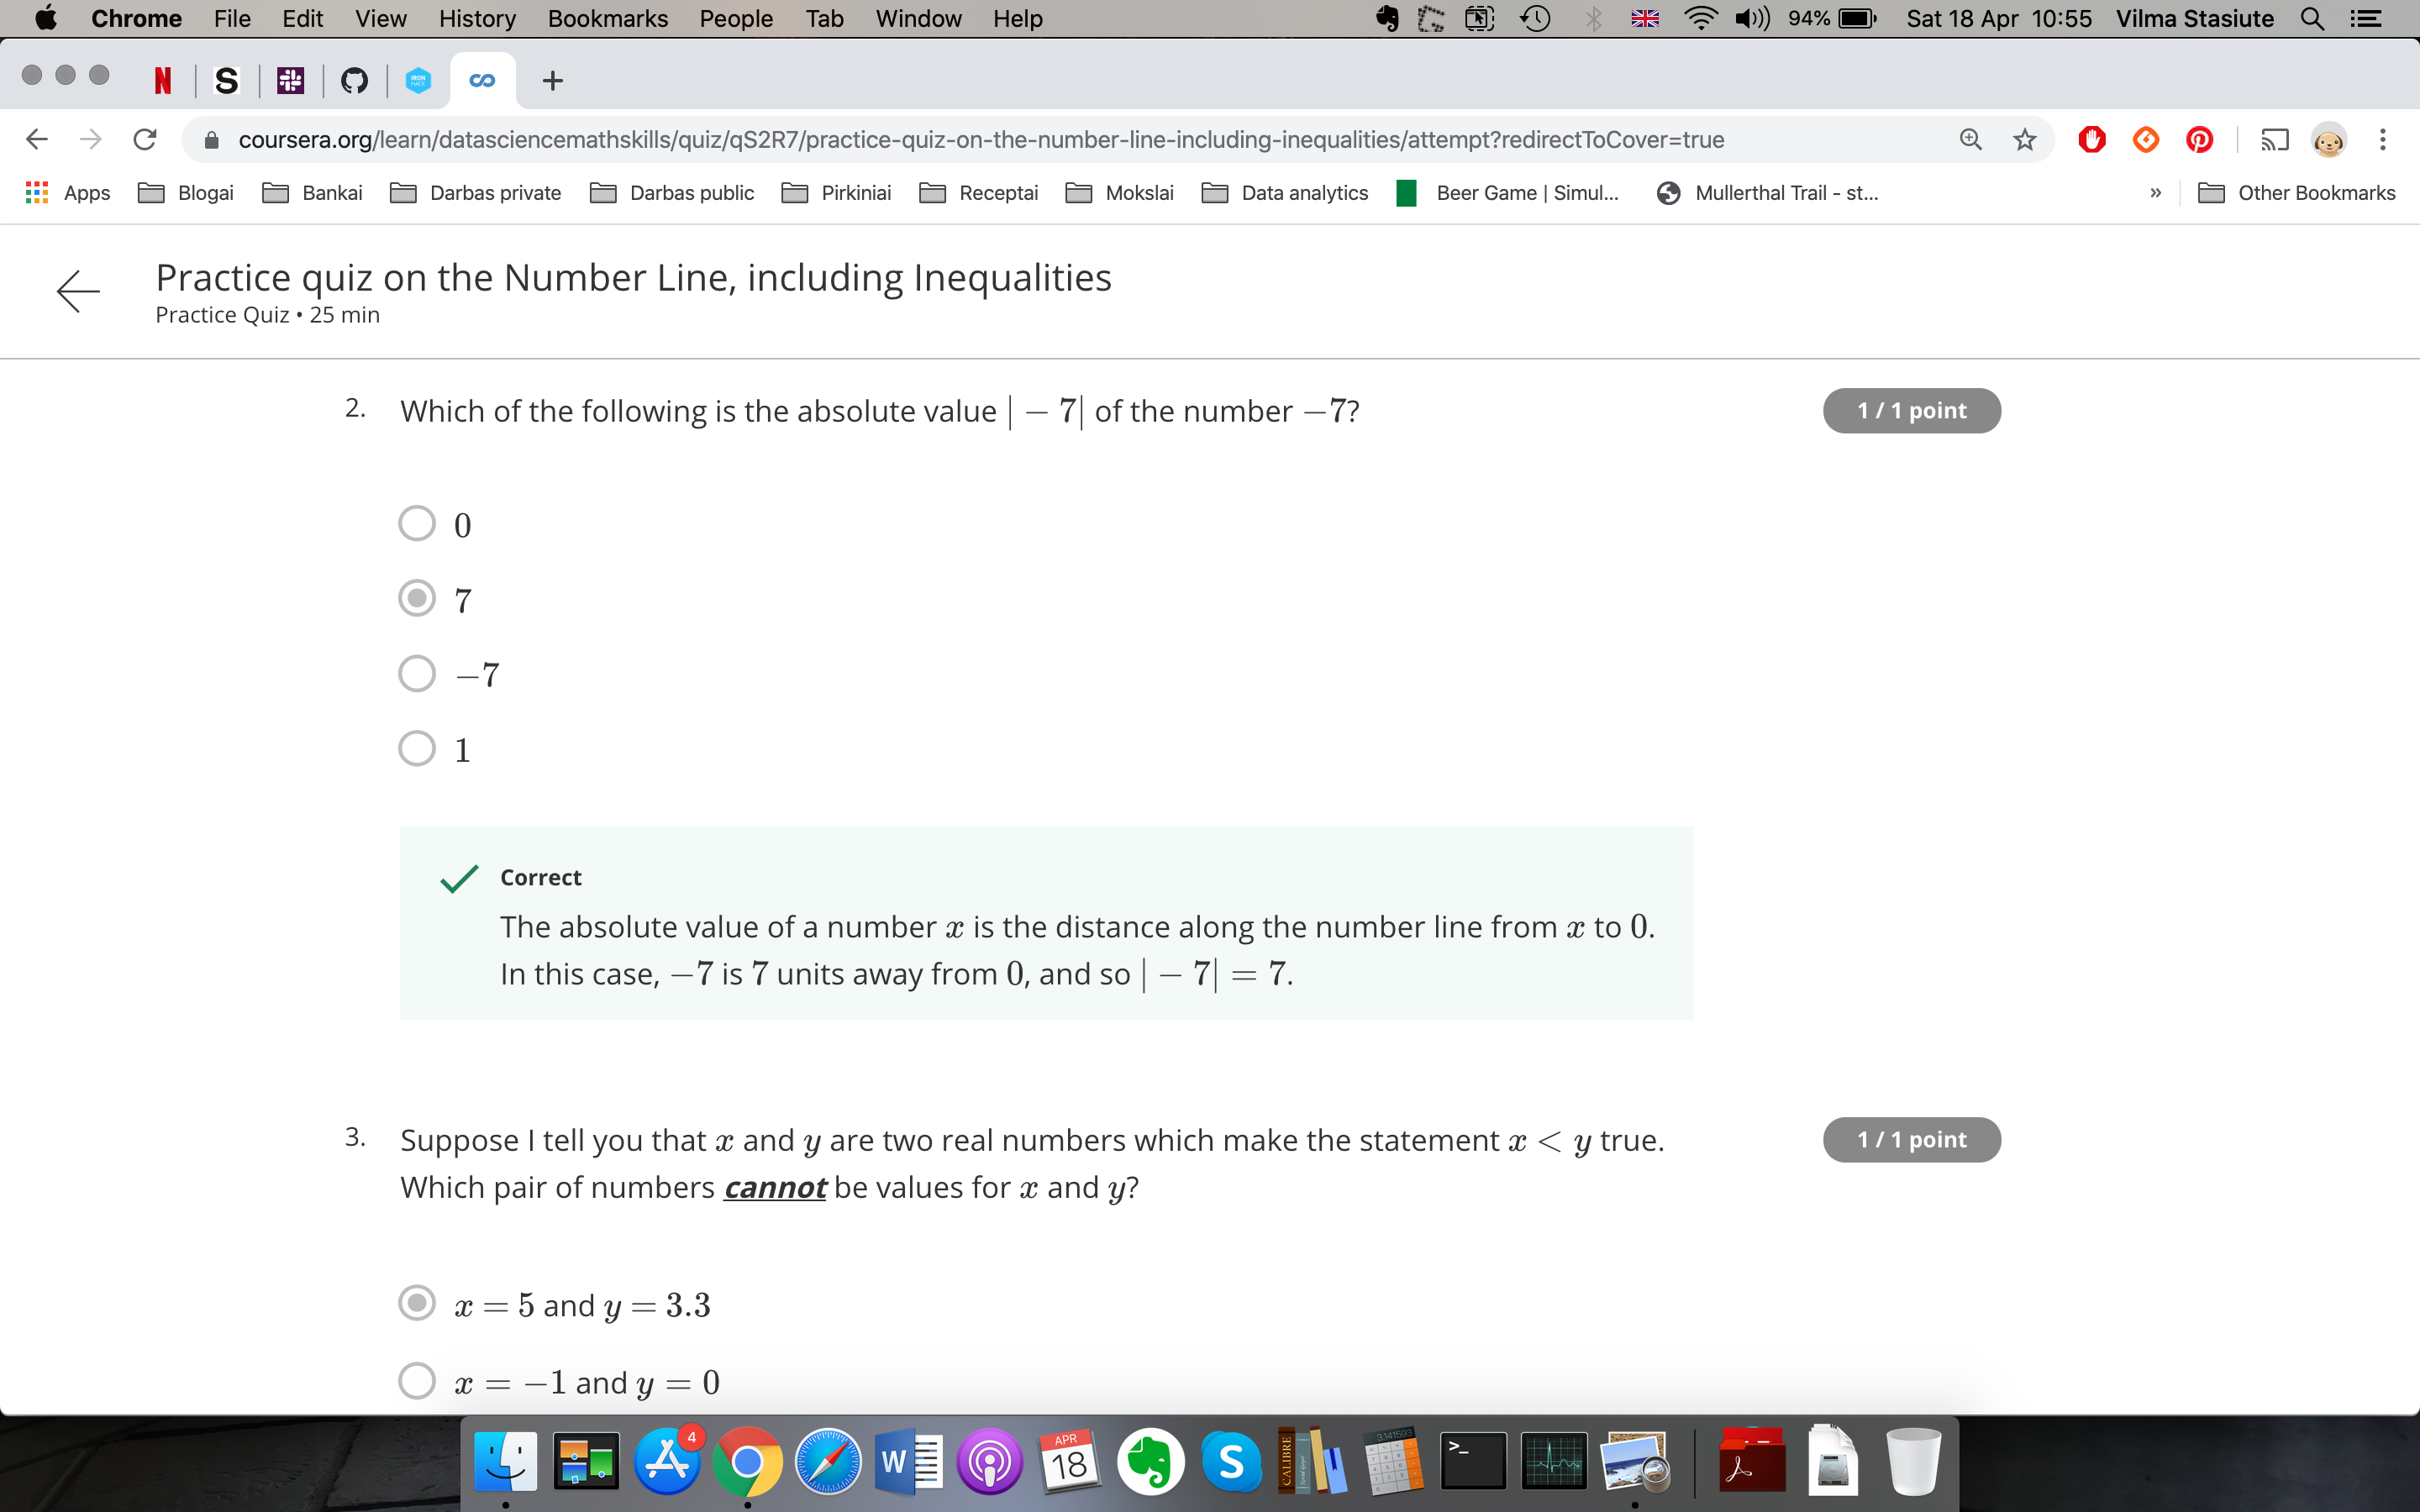 Chrome File Edit View History Bookmarks People Tab Window Help 94% Sat 18 Apr 10:55 Vilma Stasiute
N S IRON HACK
coursera.org/learn/datasciencemathskills/quiz/qS2R7/practice-quiz-on-the-number-line-including-inequalities/attempt?redirectToCover=true
Apps Blogai Bankai Darbas private Darbas public Pirkiniai Receptai Mokslai Data analytics Beer Game | Simul... Mullerthal Trail - st... » Other Bookmarks
Practice quiz on the Number Line, including Inequalities
Practice Quiz • 25 min
2. Which of the following is the absolute value | − 7| of the number −7? 1 / 1 point
0
7
−7
1
Correct
The absolute value of a number x is the distance along the number line from x to 0.
In this case, −7 is 7 units away from 0, and so | − 7| = 7.
3. Suppose I tell you that x and y are two real numbers which make the statement x < y true. 1 / 1 point
Which pair of numbers cannot be values for x and y?
x = 5 and y = 3.3
x = −1 and y = 0
4 W APR 18 S CALIBRE 3.141593 >_